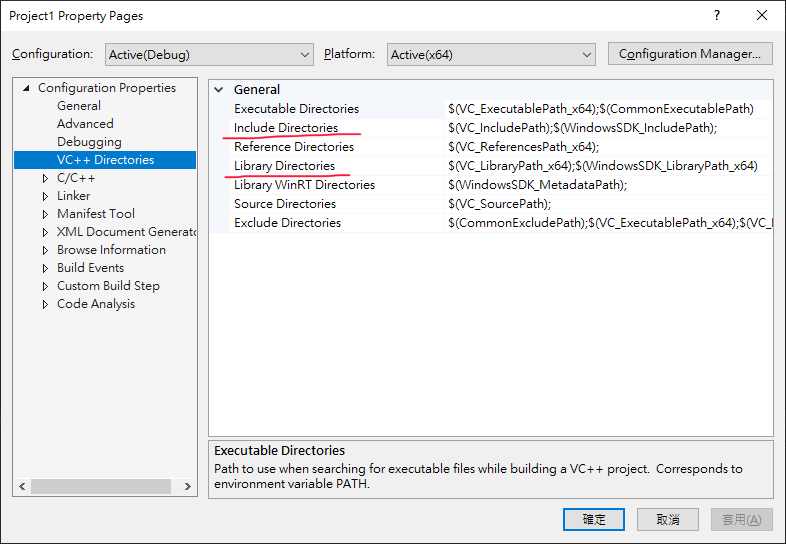 Project1 Property Pages
?
Configuration: Active(Debug) Platform: Active(x64) Configuration Manager...
Configuration Properties
General
Advanced
Debugging
VC++ Directories
C/C++
Linker
Manifest Tool
XML Document Generato
Browse Information
Build Events
Custom Build Step
Code Analysis
General
Executable Directories $(VC_ExecutablePath_x64);$(CommonExecutablePath)
Include Directories $(VC_IncludePath);$(WindowsSDK_IncludePath);
Reference Directories $(VC_ReferencesPath_x64);
Library Directories $(VC_LibraryPath_x64);$(WindowsSDK_LibraryPath_x64)
Library WinRT Directories $(WindowsSDK_MetadataPath);
Source Directories $(VC_SourcePath);
Exclude Directories $(CommonExcludePath);$(VC_ExecutablePath_x64);$(VC_
Executable Directories
Path to use when searching for executable files while building a VC++ project.  Corresponds to
environment variable PATH.
確定 取消 套用(A)